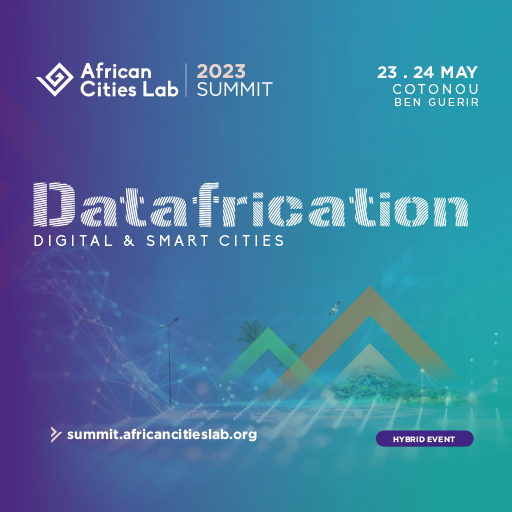 African
Cities Lab
2023
SUMMIT
23 . 24 MAY
COTONOU
BEN GUERIR
Datafrication
DIGITAL & SMART CITIES
summit.africancitieslab.org
HYBRID EVENT